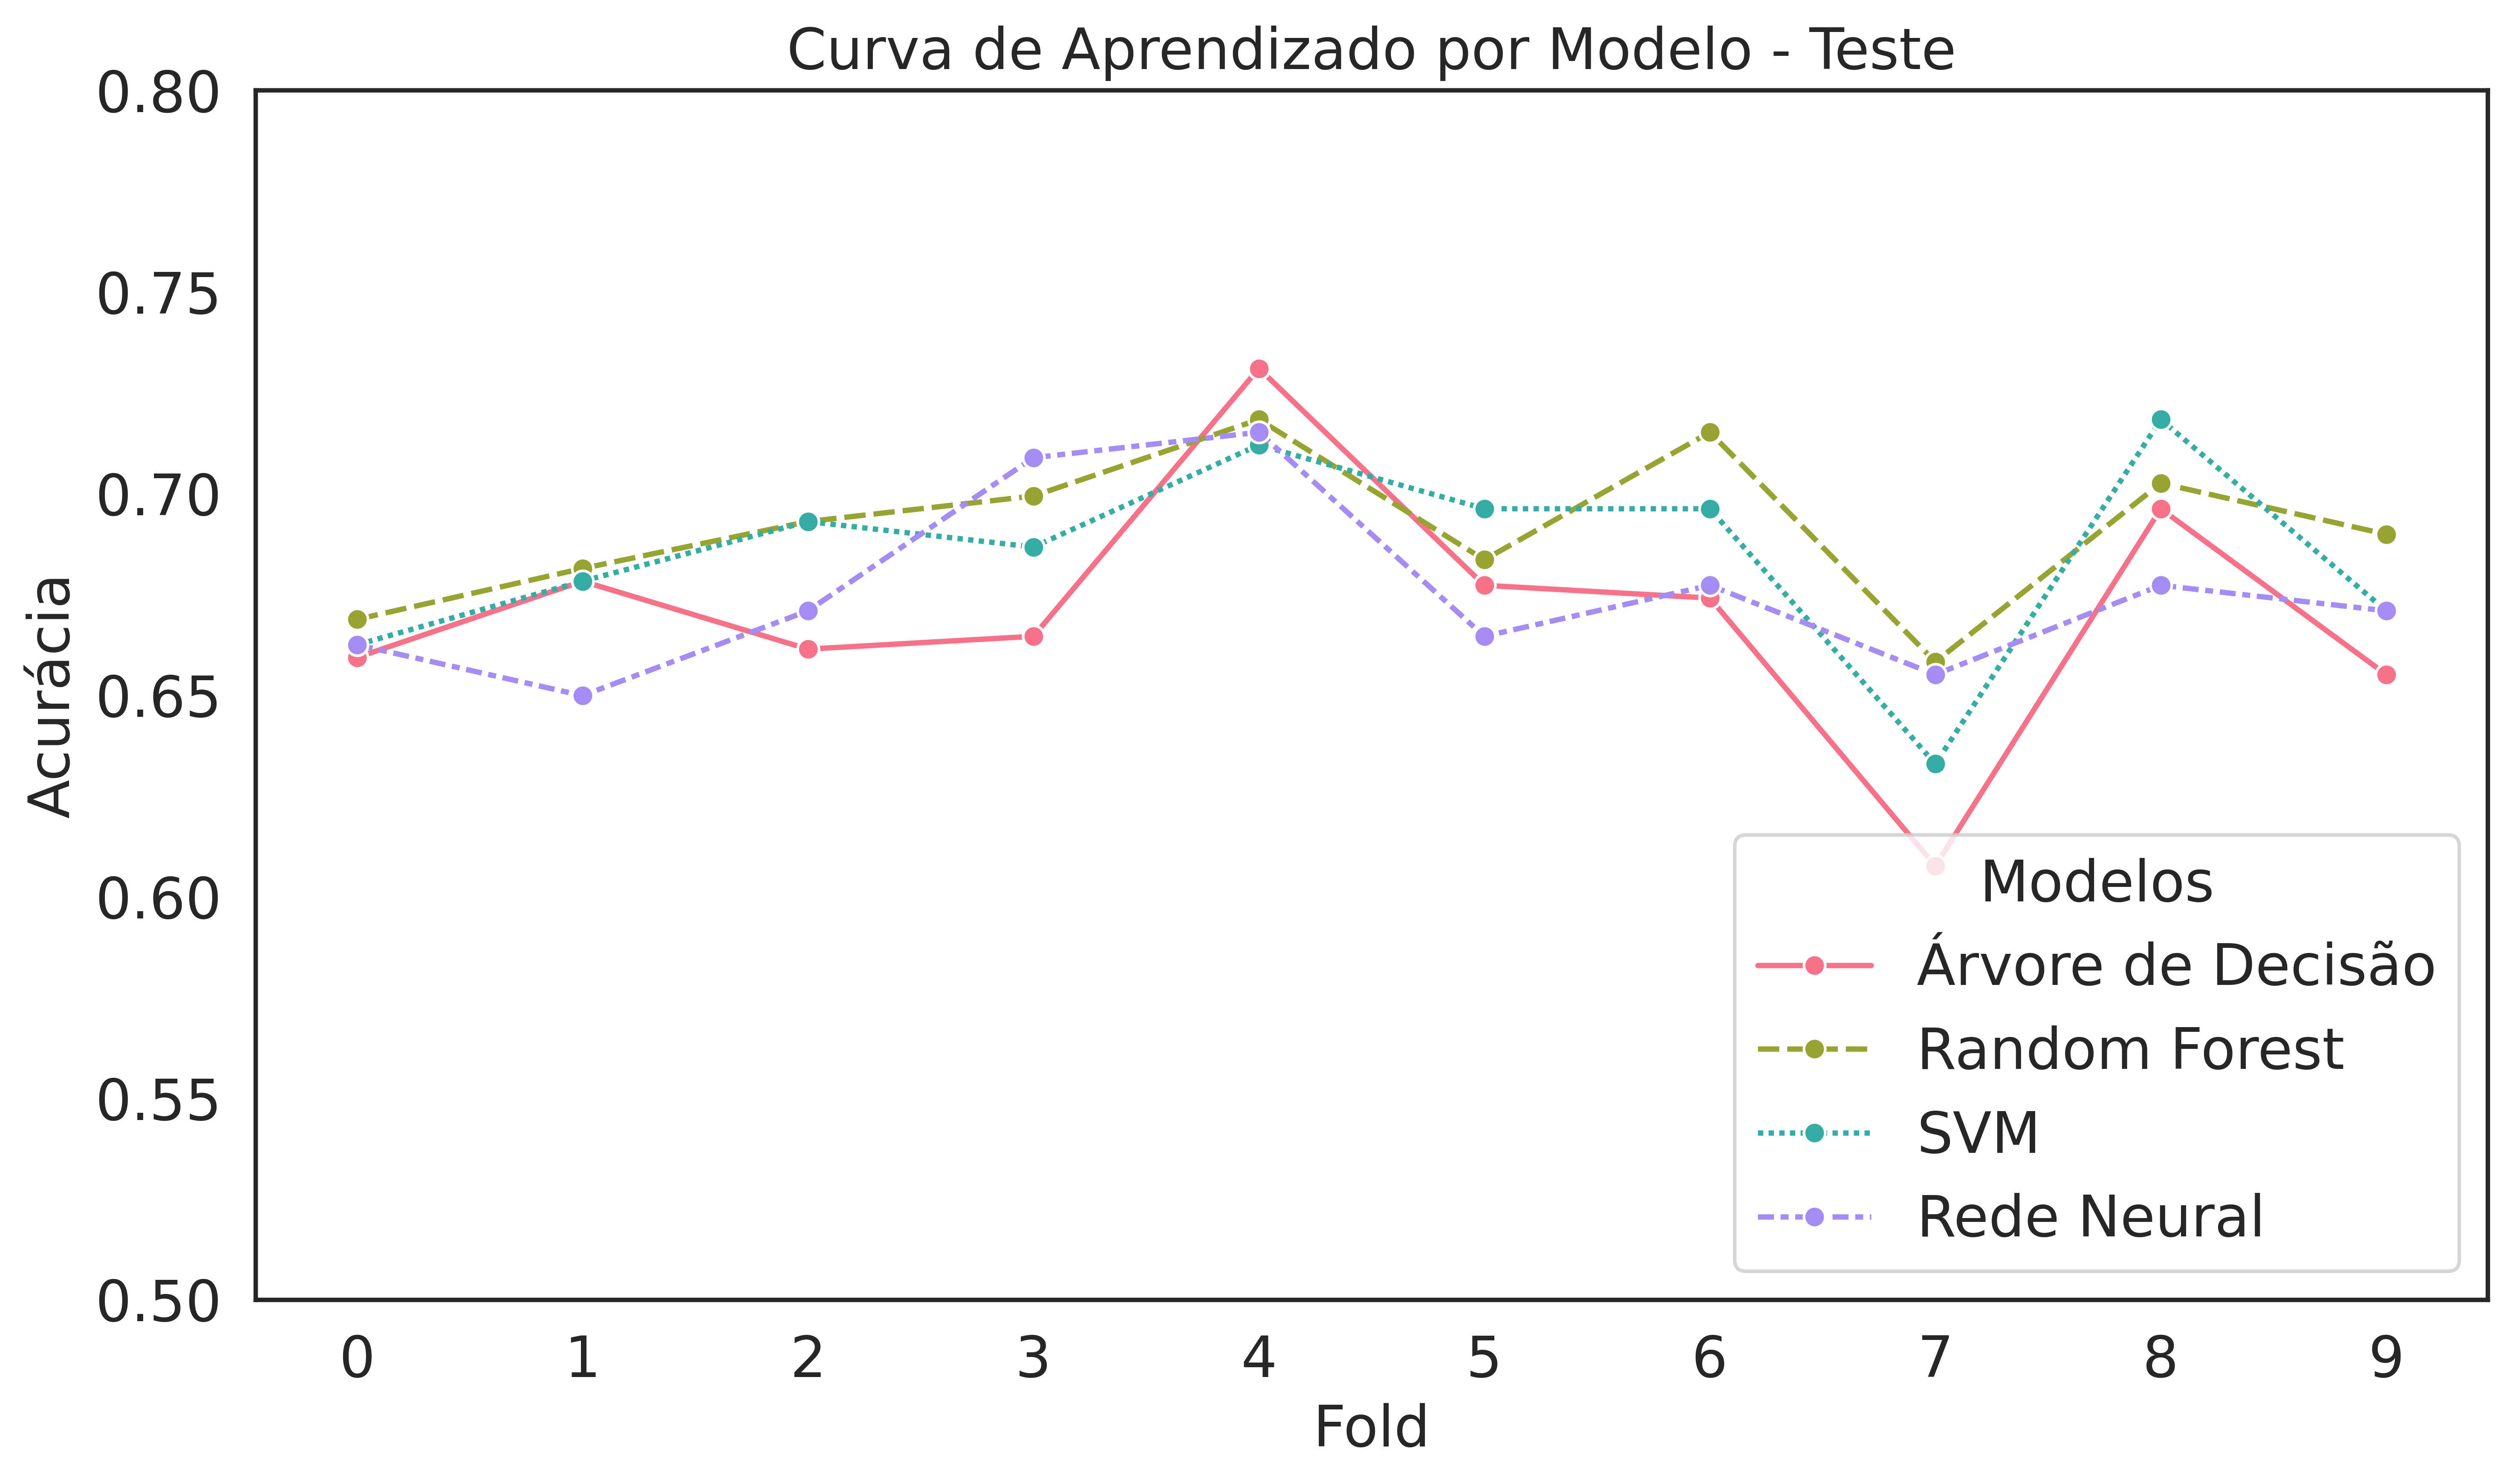 Curva de Aprendizado por Modelo - Teste
0.80
0.75
0.70
0.65
0.60
0.55
0.50
Acurácia
0 1 2 3 4 5 6 7 8 9
Fold
Modelos
Árvore de Decisão
Random Forest
SVM
Rede Neural